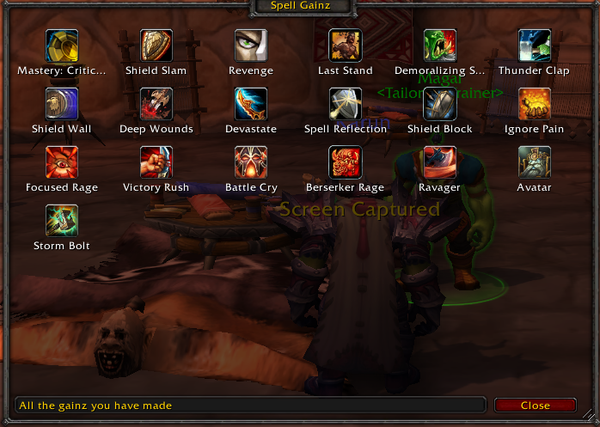 Spell Gainz
Mastery: Critic... Shield Slam Revenge Last Stand Demoralizing S... Thunder Clap
Magar
<Tailoring Trainer>
Shield Wall Deep Wounds Devastate Spell Reflection Shield Block Ignore Pain
Focused Rage Victory Rush Battle Cry Berserker Rage Ravager Avatar
Screen Captured
Storm Bolt
All the gainz you have made Close